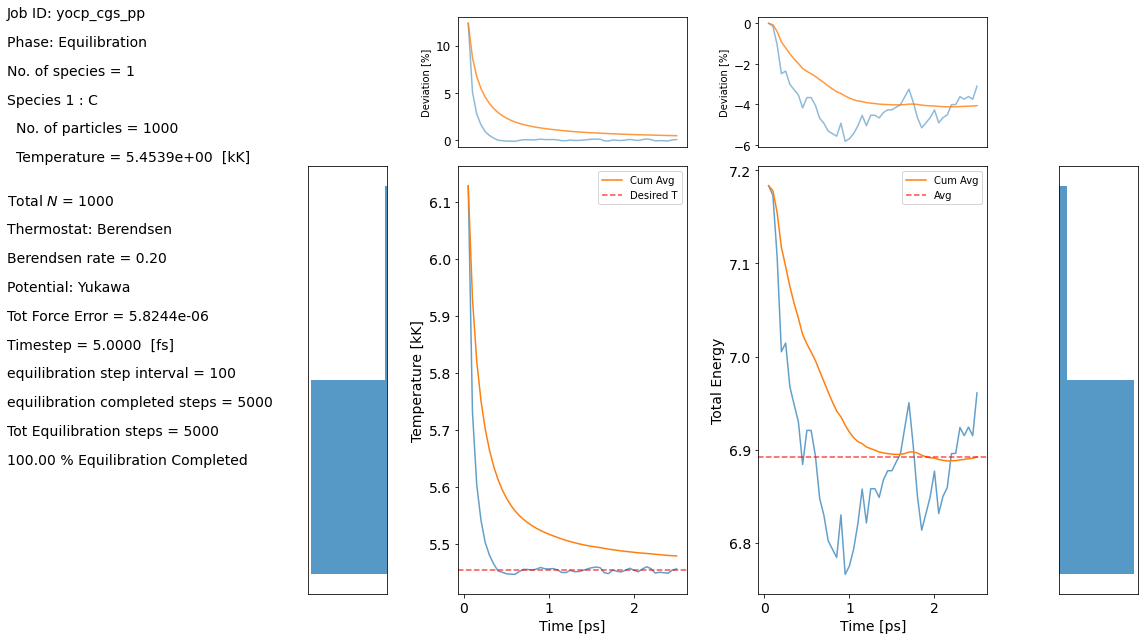 Job ID: yocp_cgs_pp
Phase: Equilibration
No. of species = 1
Species 1 : C
No. of particles = 1000
Temperature = 5.4539e+00  [kK]
Total N = 1000
Thermostat: Berendsen
Berendsen rate = 0.20
Potential: Yukawa
Tot Force Error = 5.8244e-06
Timestep = 5.0000  [fs]
equilibration step interval = 100
equilibration completed steps = 5000
Tot Equilibration steps = 5000
100.00 % Equilibration Completed
Deviation [%]
10
5
0
Temperature [kK]
6.1
6.0
5.9
5.8
5.7
5.6
5.5
Cum Avg
Desired T
0
1
2
Time [ps]
Deviation [%]
0
−2
−4
−6
Total Energy
7.2
7.1
7.0
6.9
6.8
Cum Avg
Avg
0
1
2
Time [ps]